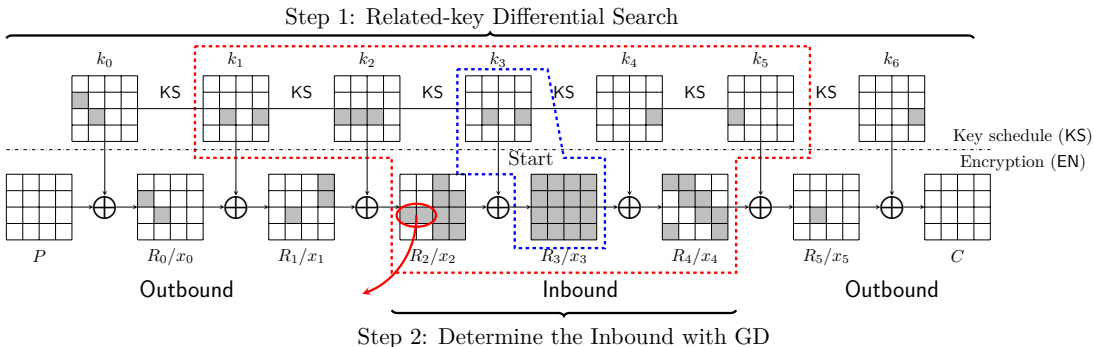 Step 1: Related-key Differential Search
k₀ k₁ k₂ k₃ k₄ k₅ k₆
KS KS KS KS KS KS
Key schedule (KS)
Start
Encryption (EN)
P R₀/x₀ R₁/x₁ R₂/x₂ R₃/x₃ R₄/x₄ R₅/x₅ C
Outbound Inbound Outbound
Step 2: Determine the Inbound with GD